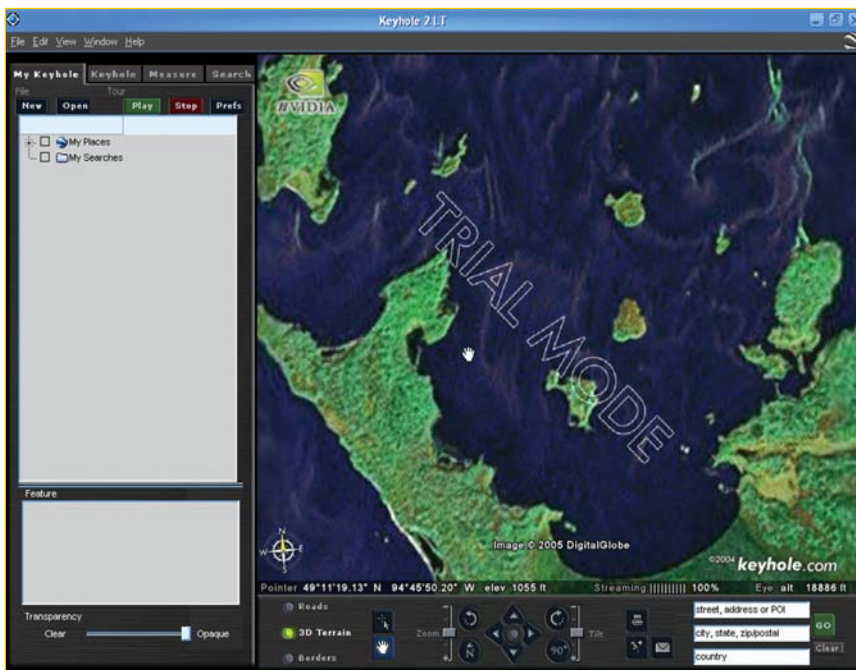 Keyhole 2 LT
File Edit View Window Help
My Keyhole Keyhole Measure Search
File Tour
New Open Play Stop Prefs
My Places
My Searches
Feature
Transparency
Clear Opaque
NVIDIA
TRIAL MODE
N
W E
S
Image © 2005 DigitalGlobe
©2004 keyhole.com
Pointer 49°11'19.13" N 94°45'50.20" W elev 1055 ft Streaming |||||||||| 100% Eye alt 18886 ft
Roads
3D Terrain
Borders
Zoom
N
90°
Tilt
street, address or POI
city, state, zip/postal
country
GO
Clear